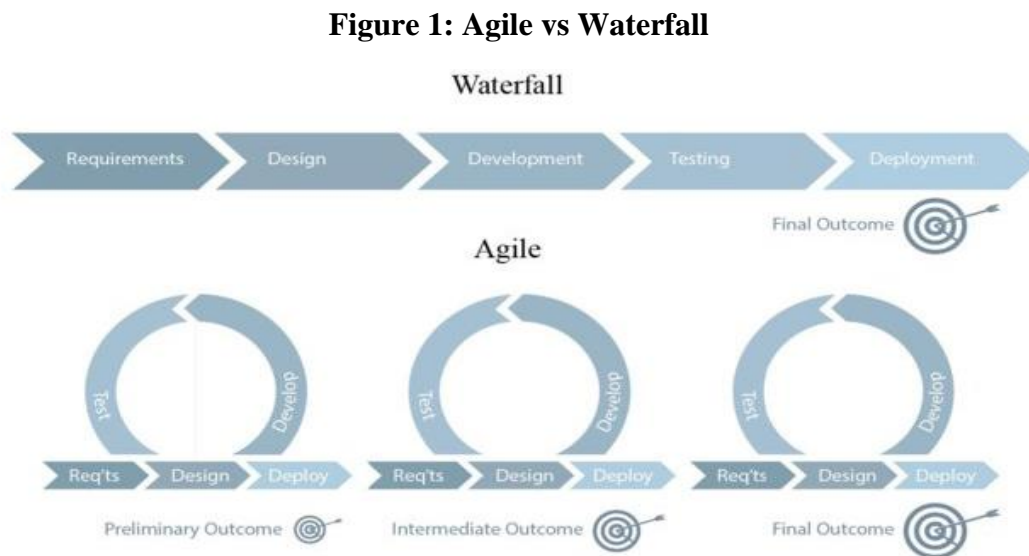 Figure 1: Agile vs Waterfall
Waterfall
Requirements Design Development Testing Deployment
Final Outcome
Agile
Test Develop Test Develop Test Develop
Req'ts Design Deploy Req'ts Design Deploy Req'ts Design Deploy
Preliminary Outcome Intermediate Outcome Final Outcome